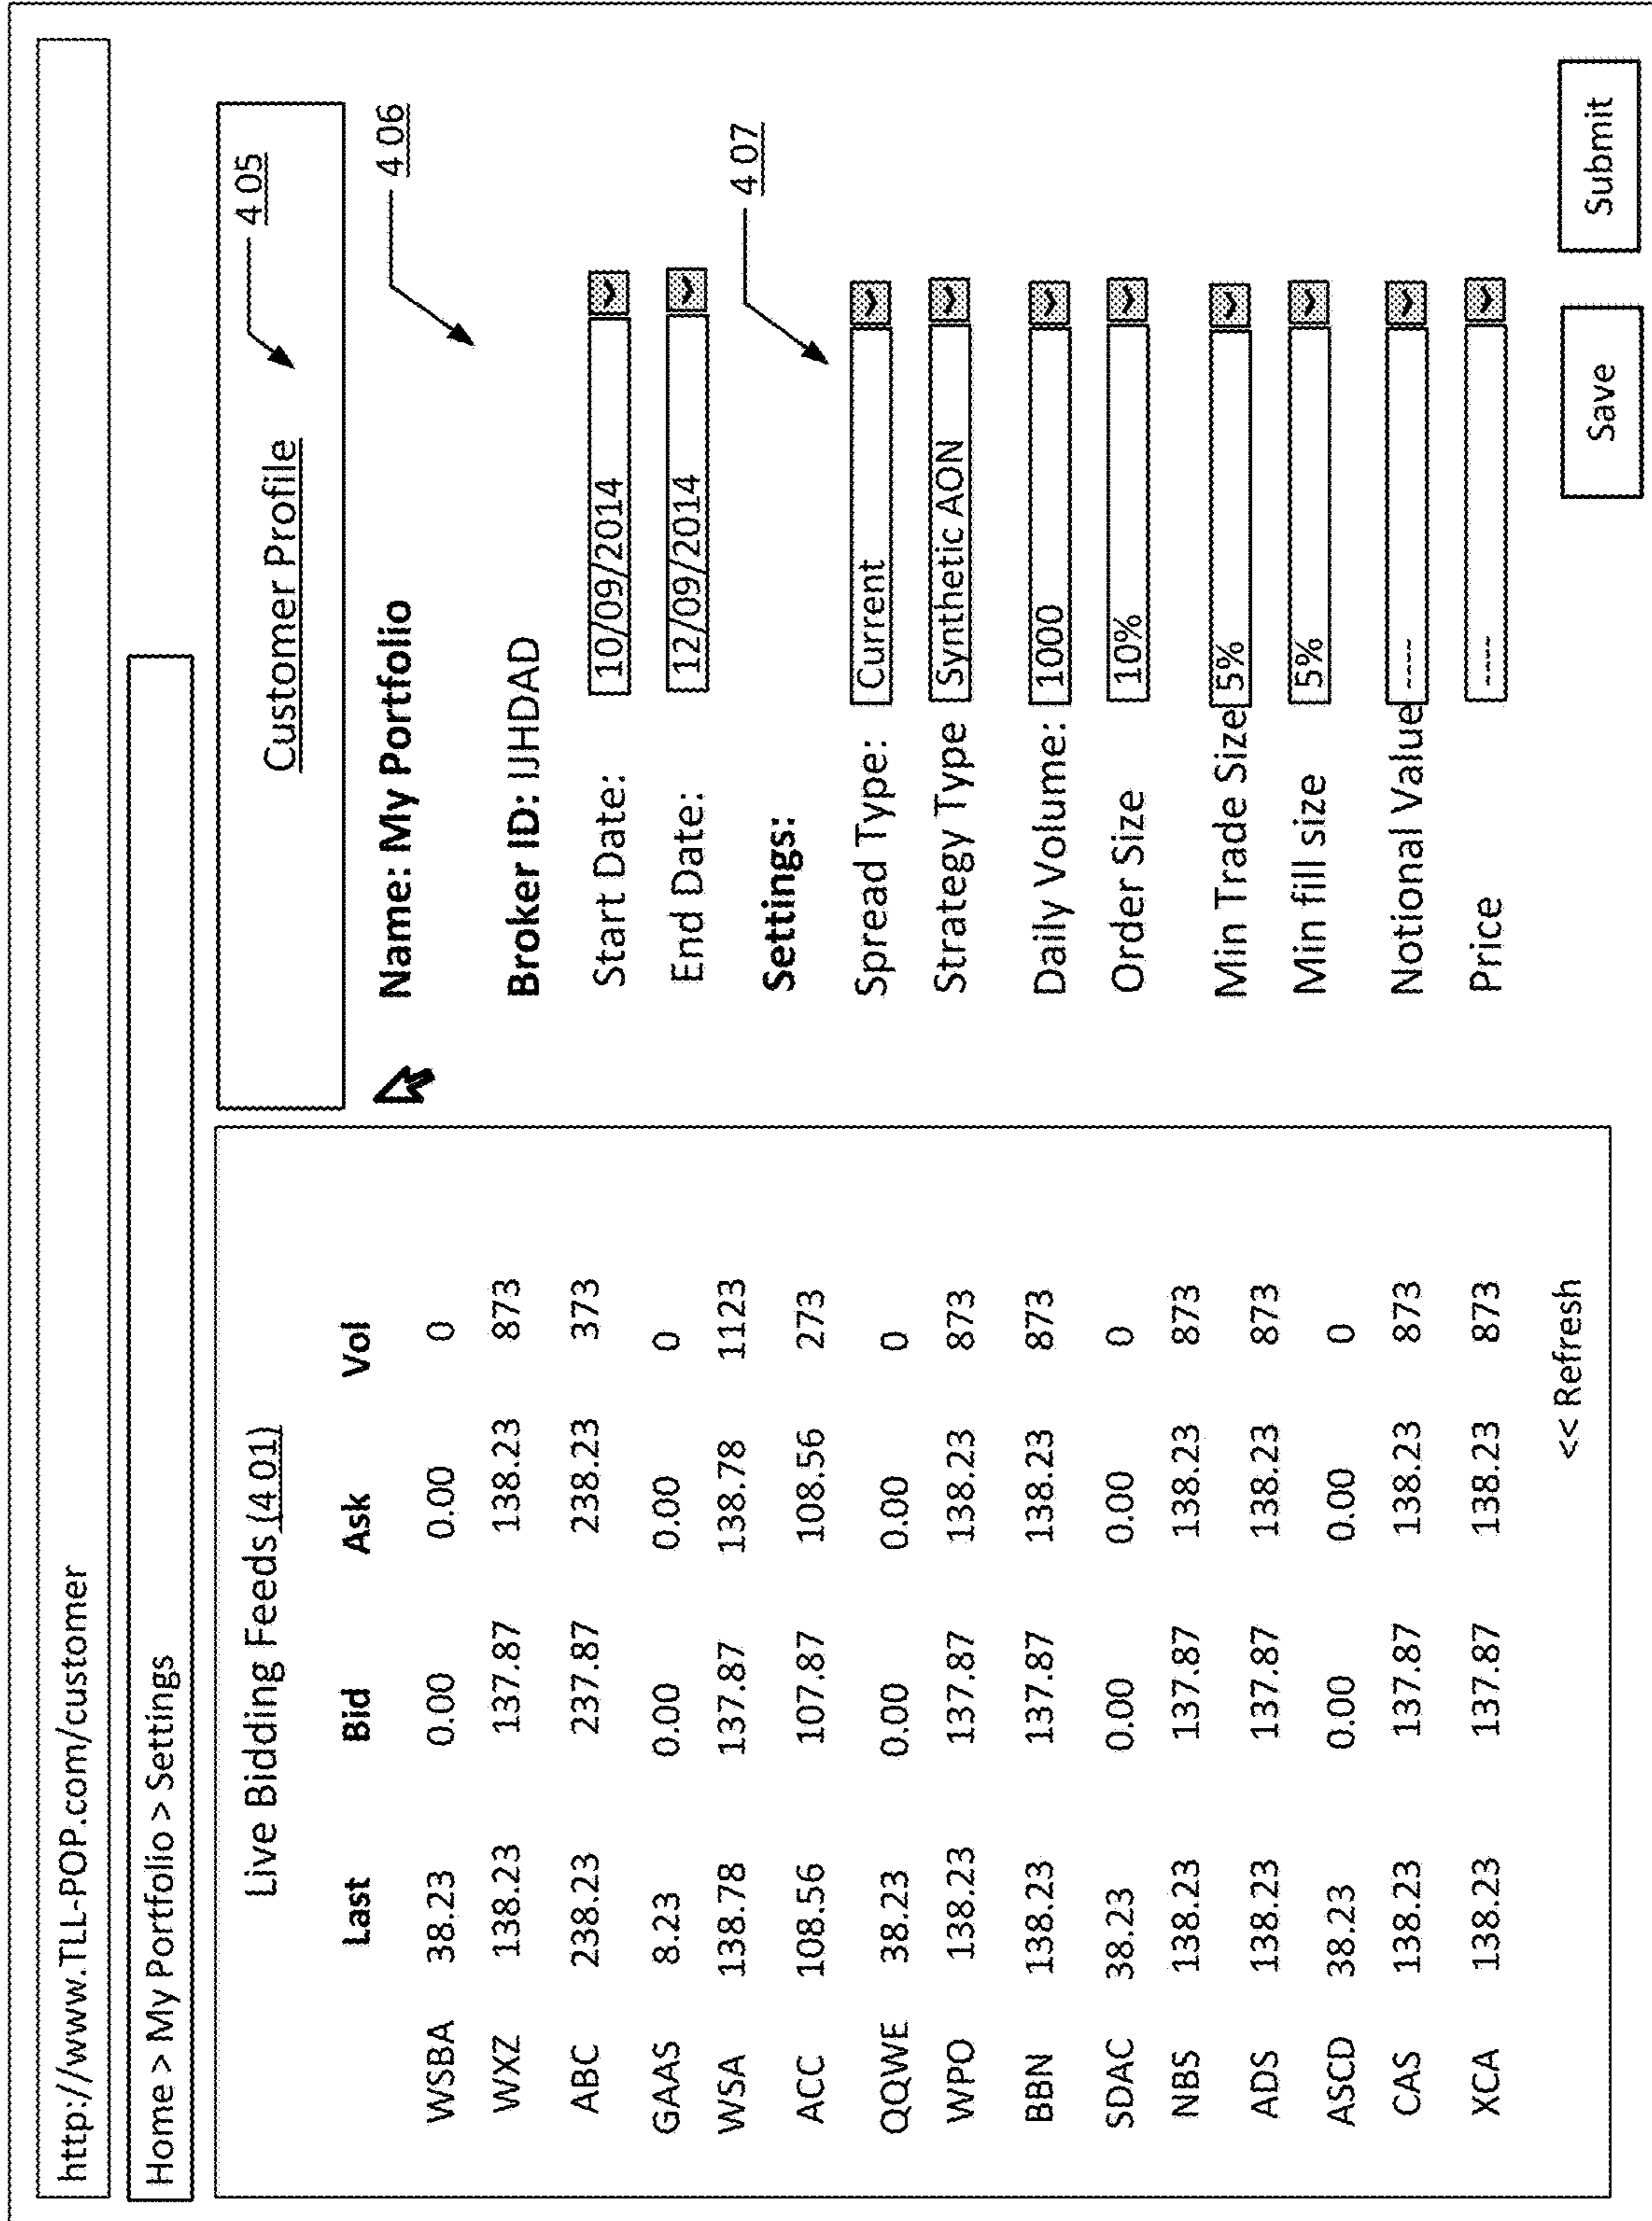 http://www.TLL-POP.com/customer
Home > My Portfolio > Settings
Live Bidding Feeds (4 01)
Last Bid Ask Vol
WSBA 38.23 0.00 0.00 0
WXZ 138.23 137.87 138.23 873
ABC 238.23 237.87 238.23 373
GAAS 8.23 0.00 0.00 0
WSA 138.78 137.87 138.78 1123
ACC 108.56 107.87 108.56 273
QQWE 38.23 0.00 0.00 0
WPO 138.23 137.87 138.23 873
BBN 138.23 137.87 138.23 873
SDAC 38.23 0.00 0.00 0
NBS 138.23 137.87 138.23 873
ADS 138.23 137.87 138.23 873
ASCD 38.23 0.00 0.00 0
CAS 138.23 137.87 138.23 873
XCA 138.23 137.87 138.23 873
<< Refresh
Customer Profile
4 05
Name: My Portfolio
4 06
Broker ID: IJHDAD
Start Date: 10/09/2014
End Date: 12/09/2014
Settings:
4 07
Spread Type: Current
Strategy Type Synthetic AON
Daily Volume: 1000
Order Size 10%
Min Trade Size 5%
Min fill size 5%
Notional Value ----
Price ----
Save
Submit